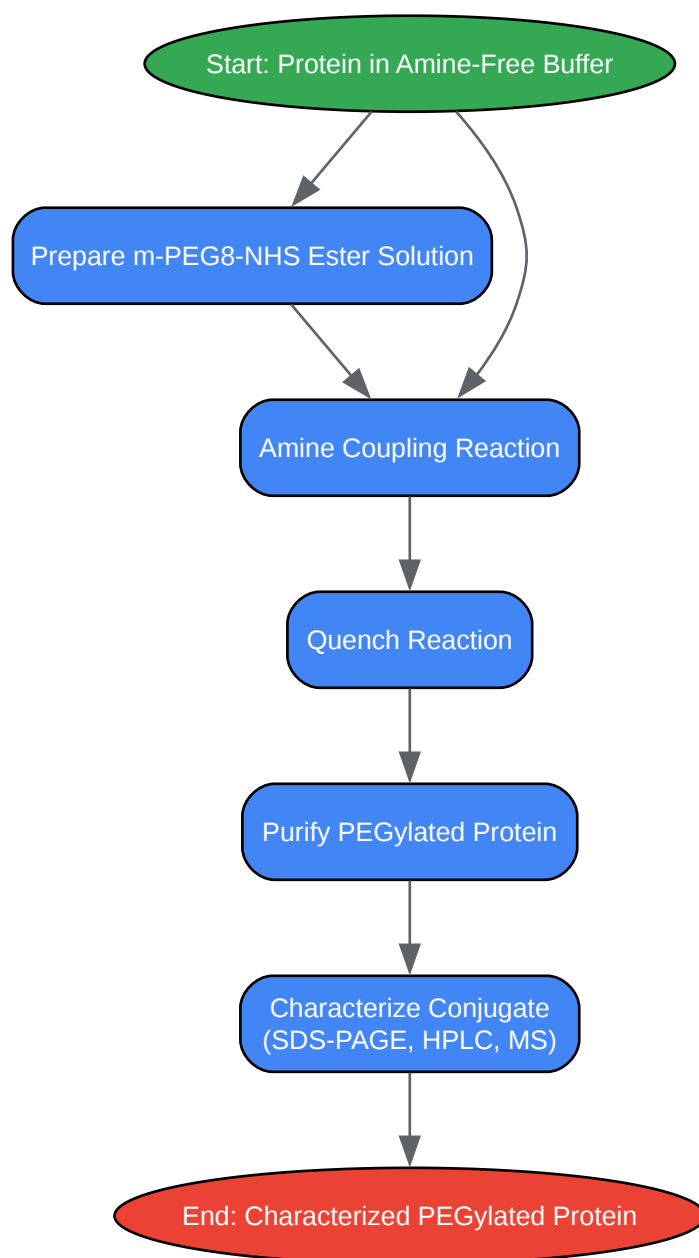 Start: Protein in Amine-Free Buffer
Prepare m-PEG8-NHS Ester Solution
Amine Coupling Reaction
Quench Reaction
Purify PEGylated Protein
Characterize Conjugate
(SDS-PAGE, HPLC, MS)
End: Characterized PEGylated Protein